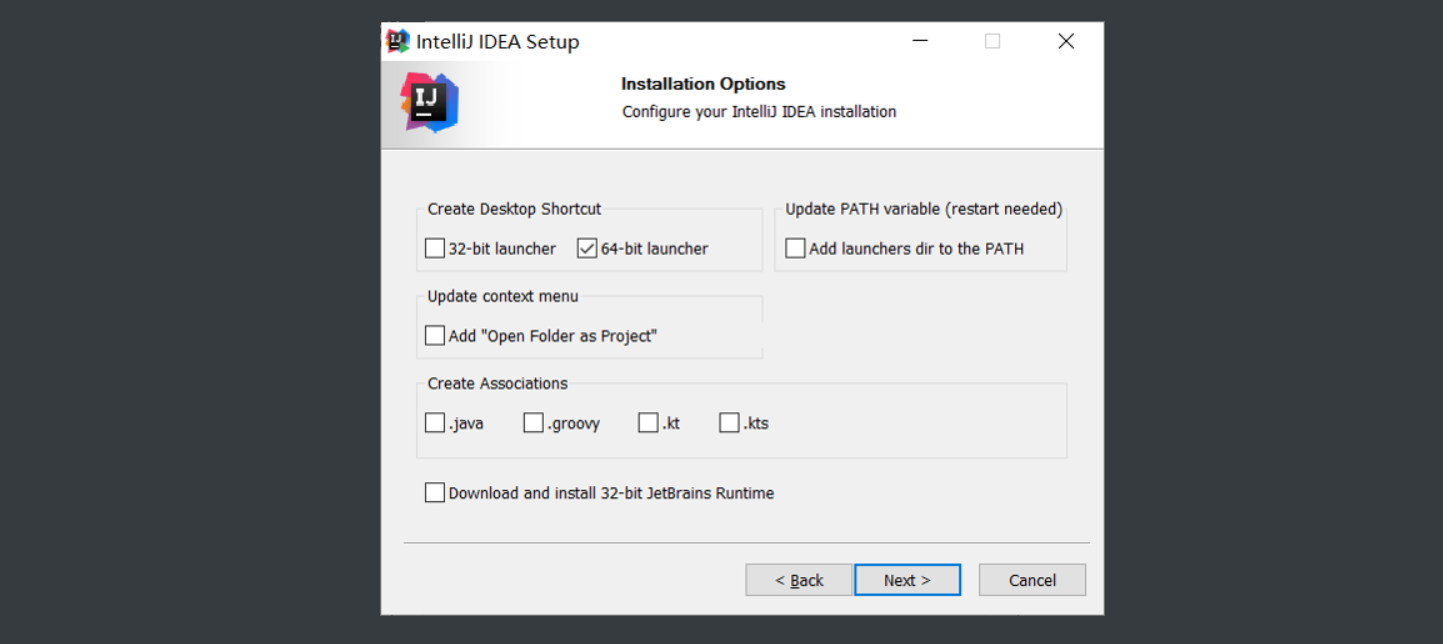 IntelliJ IDEA Setup
IJ
Installation Options
Configure your IntelliJ IDEA installation
Create Desktop Shortcut
32-bit launcher 64-bit launcher
Update PATH variable (restart needed)
Add launchers dir to the PATH
Update context menu
Add "Open Folder as Project"
Create Associations
.java .groovy .kt .kts
Download and install 32-bit JetBrains Runtime
< Back Next > Cancel